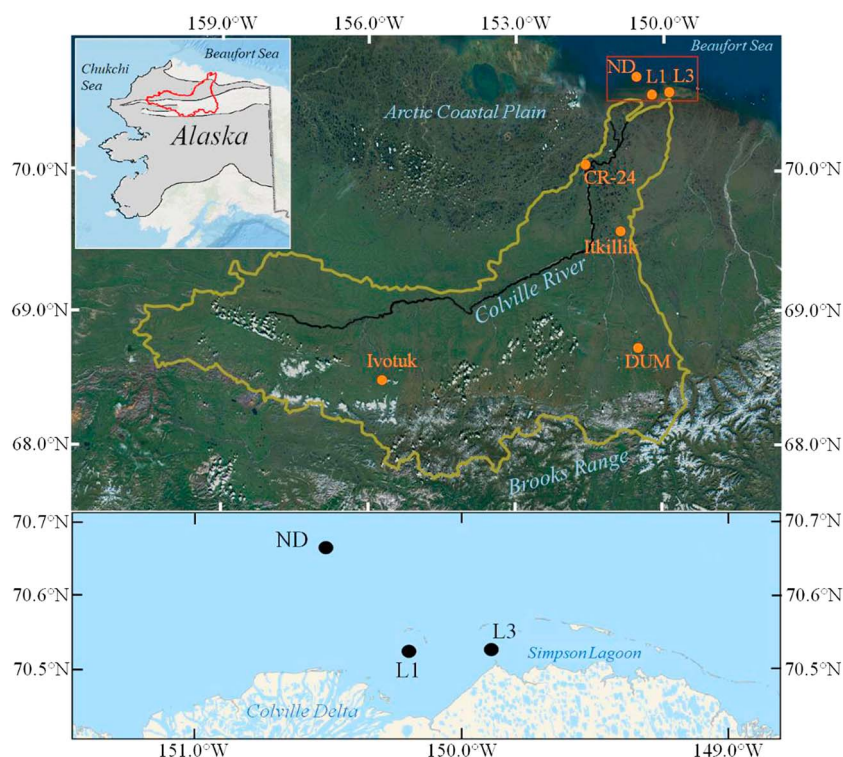 159.0°W 156.0°W 153.0°W 150.0°W
Beaufort Sea
Beaufort Sea
Chukchi
Sea
Alaska
ND
L1 L3
Arctic Coastal Plain
70.0°N 70.0°N
CR-24
Itkillik
Colville River
69.0°N 69.0°N
Ivotuk
DUM
68.0°N 68.0°N
Brooks Range
70.7°N 70.7°N
ND
70.6°N 70.6°N
L3
L1
Simpson Lagoon
70.5°N 70.5°N
Colville Delta
151.0°W 150.0°W 149.0°W